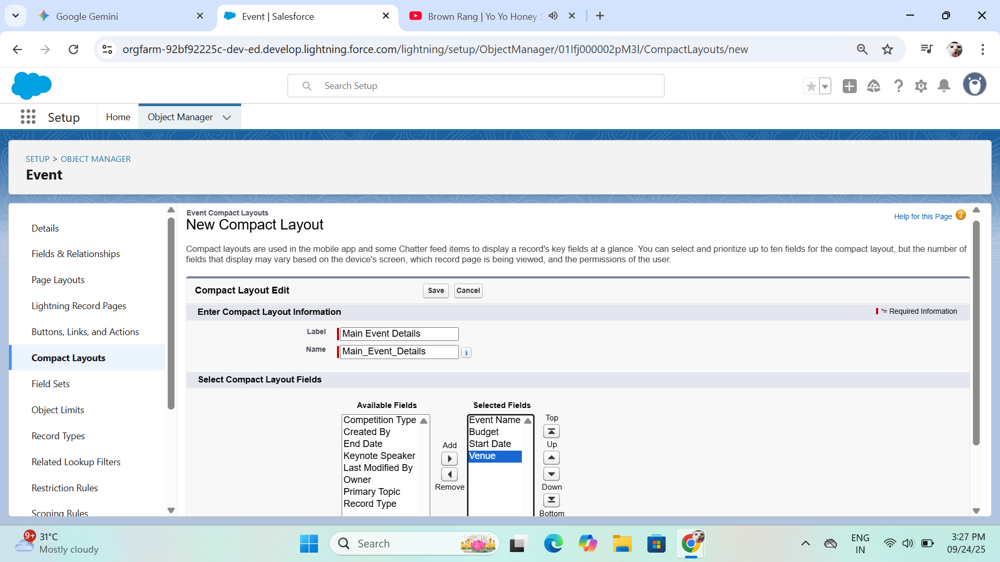 Google Gemini
Event | Salesforce
Brown Rang | Yo Yo Honey
orgfarm-92bf92225c-dev-ed.develop.lightning.force.com/lightning/setup/ObjectManager/01Ifj000002pM3l/CompactLayouts/new
Search Setup
Setup
Home
Object Manager
SETUP > OBJECT MANAGER
Event
Details
Fields & Relationships
Page Layouts
Lightning Record Pages
Buttons, Links, and Actions
Compact Layouts
Field Sets
Object Limits
Record Types
Related Lookup Filters
Restriction Rules
Scoping Rules
Event Compact Layouts
New Compact Layout
Help for this Page
Compact layouts are used in the mobile app and some Chatter feed items to display a record's key fields at a glance. You can select and prioritize up to ten fields for the compact layout, but the number of
fields that display may vary based on the device's screen, which record page is being viewed, and the permissions of the user.
Compact Layout Edit
Save
Cancel
Enter Compact Layout Information
*= Required Information
Label
Main Event Details
Name
Main_Event_Details
i
Select Compact Layout Fields
Available Fields
Competition Type
Created By
End Date
Keynote Speaker
Last Modified By
Owner
Primary Topic
Record Type
Add
Remove
Selected Fields
Event Name
Budget
Start Date
Venue
Top
Up
Down
Bottom
9+
31°C
Mostly cloudy
Search
ENG
IN
3:27 PM
09/24/25